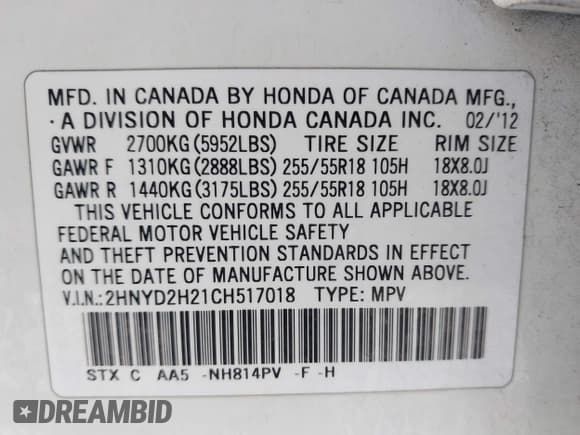 MFD. IN CANADA BY HONDA OF CANADA MFG.,
A DIVISION OF HONDA CANADA INC. 02/'12
GVWR 2700KG(5952LBS) TIRE SIZE RIM SIZE
GAWR F 1310KG(2888LBS) 255/55R18 105H 18X8.0J
GAWR R 1440KG(3175LBS) 255/55R18 105H 18X8.0J
THIS VEHICLE CONFORMS TO ALL APPLICABLE
FEDERAL MOTOR VEHICLE SAFETY
AND THEFT PREVENTION STANDARDS IN EFFECT
ON THE DATE OF MANUFACTURE SHOWN ABOVE.
V.I.N.:2HNYD2H21CH517018 TYPE: MPV
STX C AA5 -NH814PV -F -H
DREAMBID